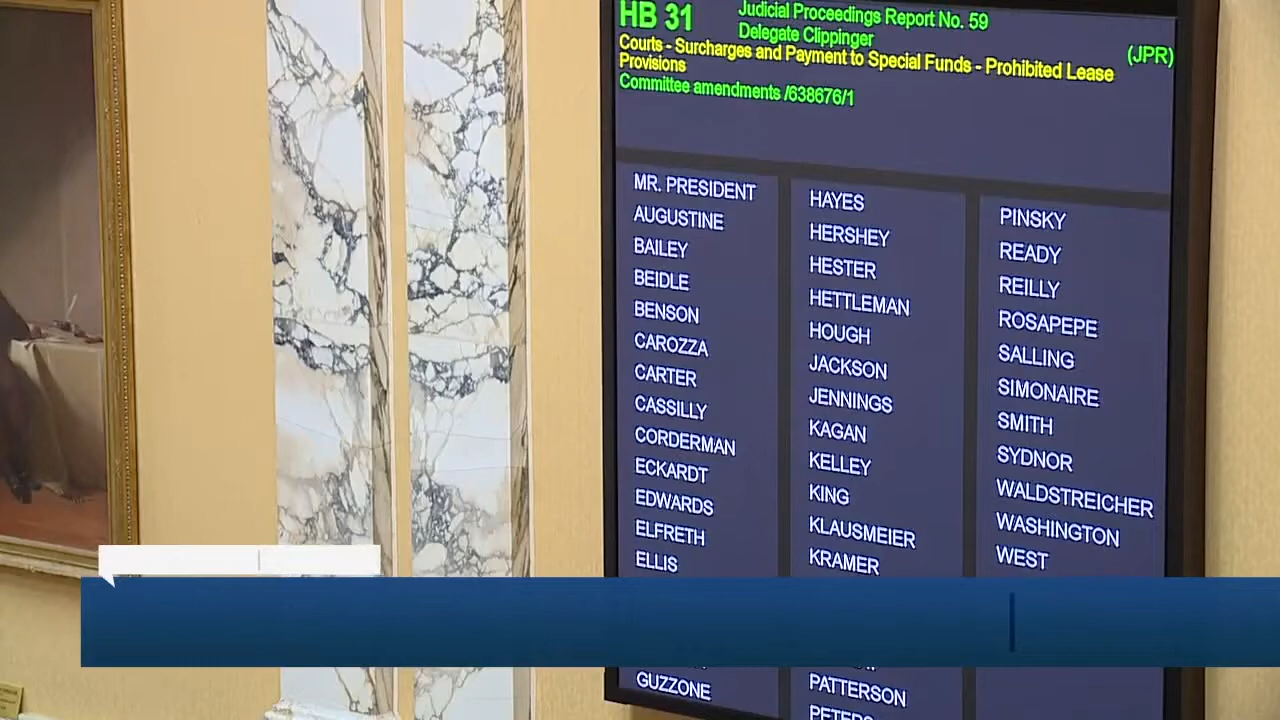 HB 31
Judicial Proceedings Report No. 59
Delegate Clippinger
(JPR)
Courts - Surcharges and Payment to Special Funds - Prohibited Lease
Provisions
Committee amendments /638676/1
MR. PRESIDENT
AUGUSTINE
BAILEY
BEIDLE
BENSON
CAROZZA
CARTER
CASSILLY
CORDERMAN
ECKARDT
EDWARDS
ELFRETH
ELLIS
GUZZONE
HAYES
HERSHEY
HESTER
HETTLEMAN
HOUGH
JACKSON
JENNINGS
KAGAN
KELLEY
KING
KLAUSMEIER
KRAMER
PATTERSON
PETERS
PINSKY
READY
REILLY
ROSAPEPE
SALLING
SIMONAIRE
SMITH
SYDNOR
WALDSTREICHER
WASHINGTON
WEST